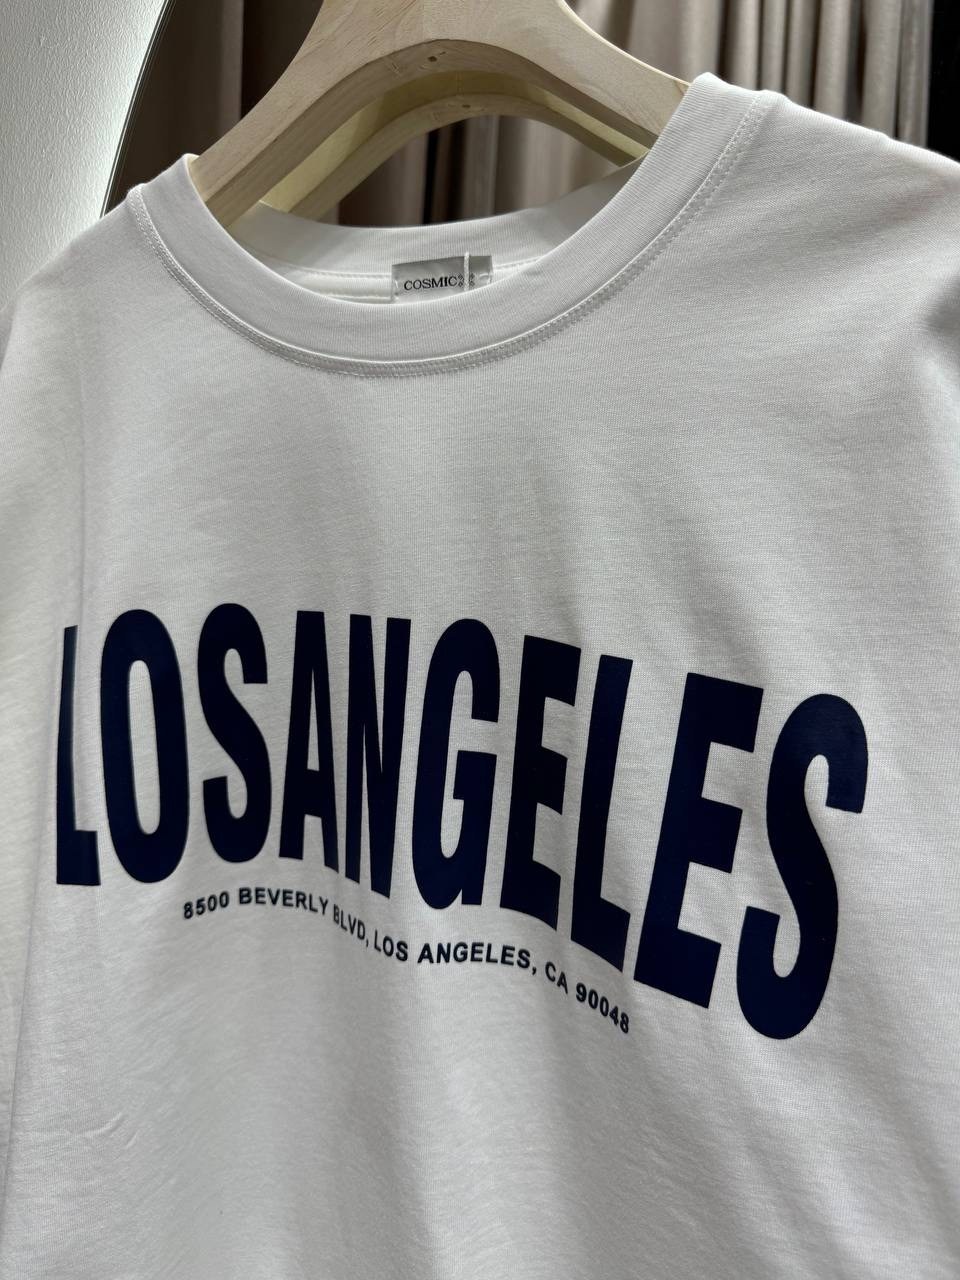 COSMIC
LOSANGELES
8500 BEVERLY BLVD, LOS ANGELES, CA 90048